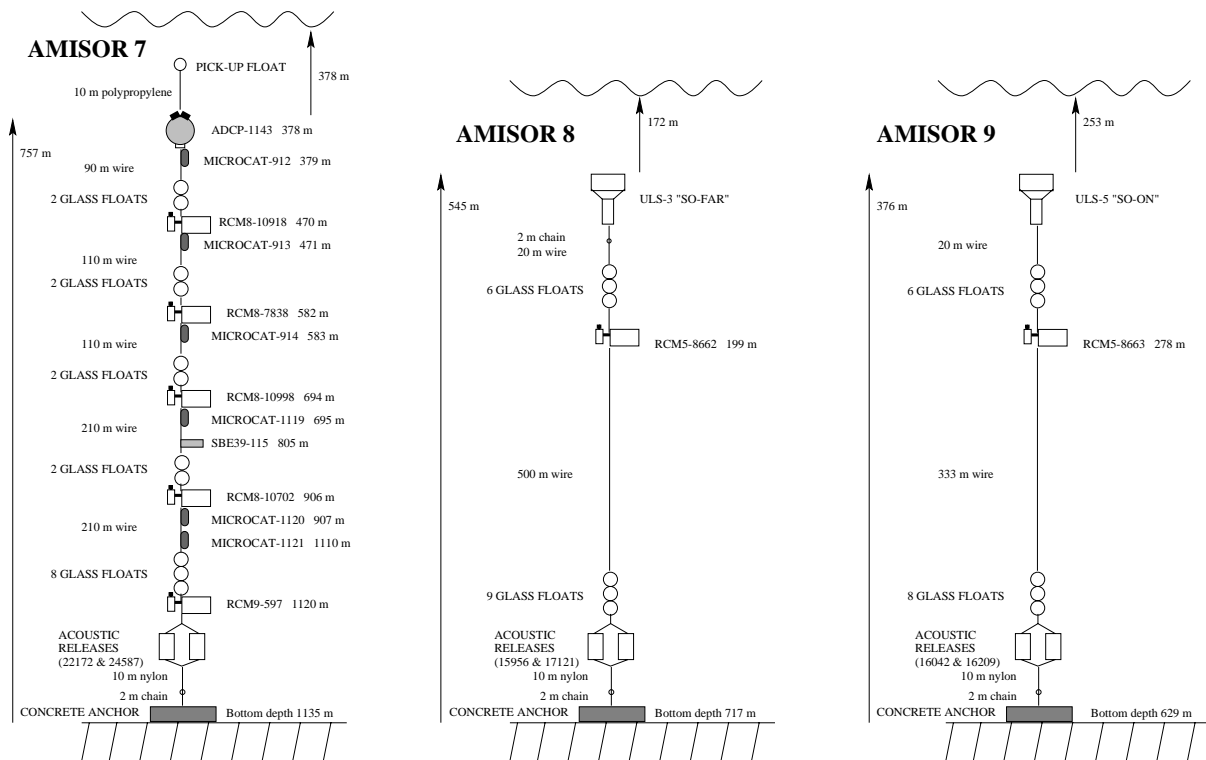 AMISOR 7
PICK-UP FLOAT
378 m
10 m polypropylene
ADCP-1143 378 m
757 m
MICROCAT-912 379 m
90 m wire
2 GLASS FLOATS
RCM8-10918 470 m
MICROCAT-913 471 m
110 m wire
2 GLASS FLOATS
RCM8-7838 582 m
MICROCAT-914 583 m
110 m wire
2 GLASS FLOATS
RCM8-10998 694 m
MICROCAT-1119 695 m
210 m wire
SBE39-115 805 m
2 GLASS FLOATS
RCM8-10702 906 m
MICROCAT-1120 907 m
210 m wire
MICROCAT-1121 1110 m
8 GLASS FLOATS
RCM9-597 1120 m
ACOUSTIC
RELEASES
(22172 & 24587)
10 m nylon
2 m chain
CONCRETE ANCHOR
Bottom depth 1135 m
AMISOR 8
172 m
545 m
ULS-3 "SO-FAR"
2 m chain
20 m wire
6 GLASS FLOATS
RCM5-8662 199 m
500 m wire
9 GLASS FLOATS
ACOUSTIC
RELEASES
(15956 & 17121)
10 m nylon
2 m chain
CONCRETE ANCHOR
Bottom depth 717 m
AMISOR 9
253 m
376 m
ULS-5 "SO-ON"
20 m wire
6 GLASS FLOATS
RCM5-8663 278 m
333 m wire
8 GLASS FLOATS
ACOUSTIC
RELEASES
(16042 & 16209)
10 m nylon
2 m chain
CONCRETE ANCHOR
Bottom depth 629 m